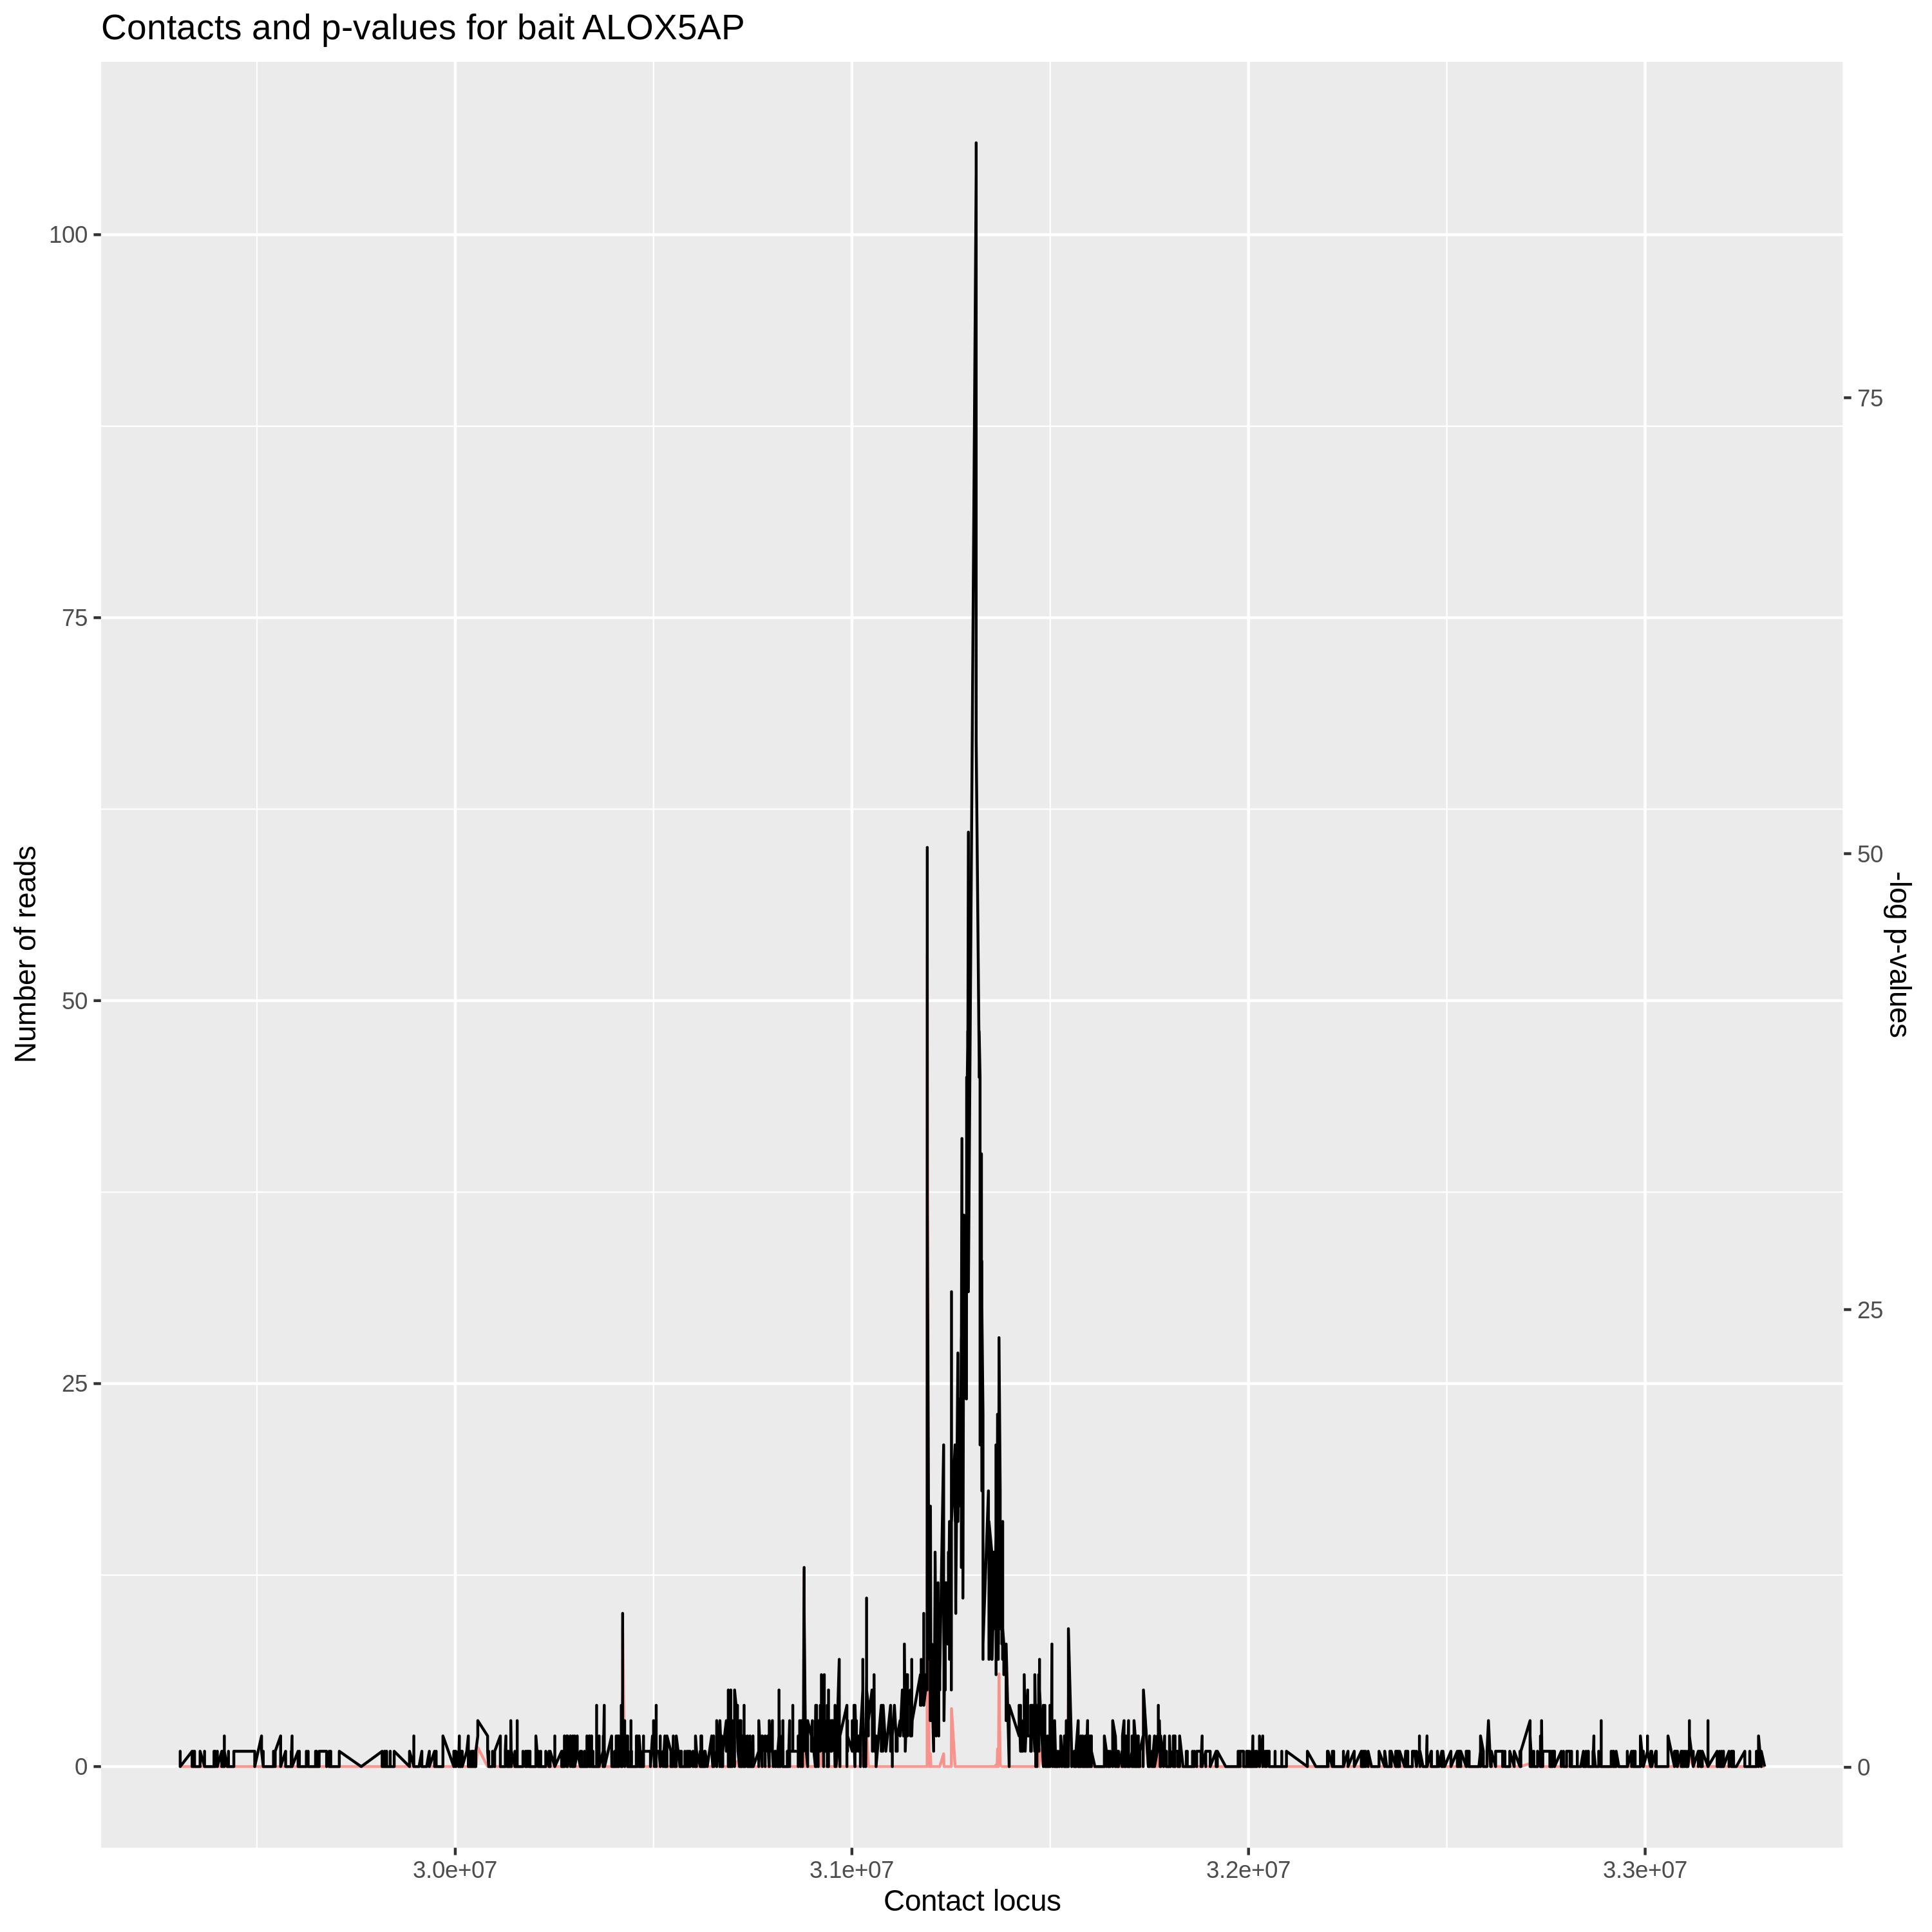 Contacts and p-values for bait ALOX5AP
100
75
50
25
0
Number of reads
75
50
25
0
-log p-values
3.0e+07
3.1e+07
3.2e+07
3.3e+07
Contact locus